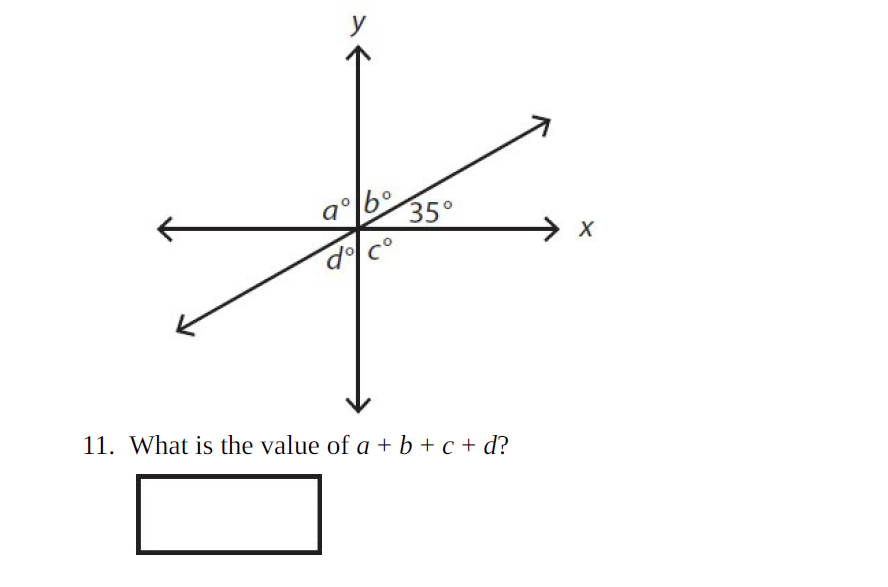 y
a° b° 35°
x
d° c°
11. What is the value of a + b + c + d?